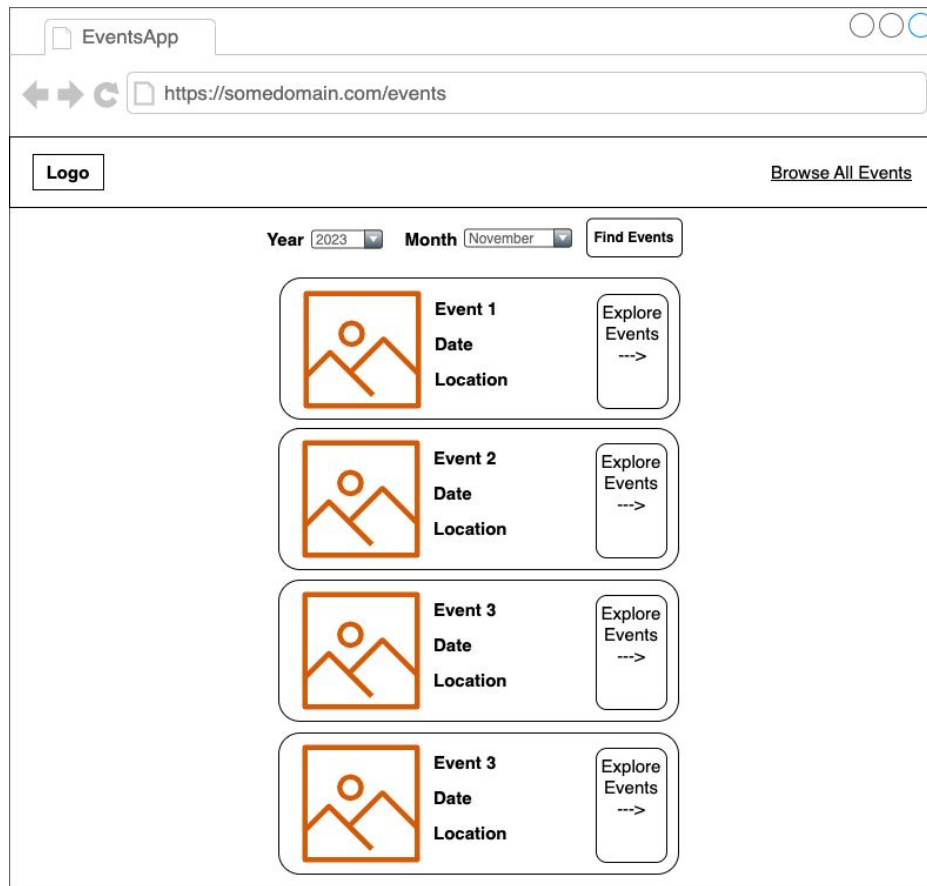 EventsApp
https://somedomain.com/events
Logo
Browse All Events
Year 2023 Month November Find Events
Event 1
Date
Location
Explore
Events
--->
Event 2
Date
Location
Explore
Events
--->
Event 3
Date
Location
Explore
Events
--->
Event 3
Date
Location
Explore
Events
--->